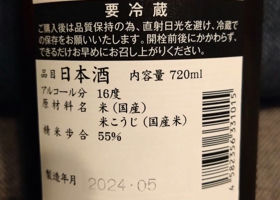 要冷蔵
ご購入後は品質保持の為、直射日光を避け、冷蔵で
の保存をお願いいたします。開栓前後にかかわらず、
できるだけお早めにお召し上がりください。
品目 日本酒 内容量 720ml
アルコール分 16度
原材料名 米(国産)
米こうじ(国産米)
精米歩合 55%
製造年月 2024.05
4582356331015